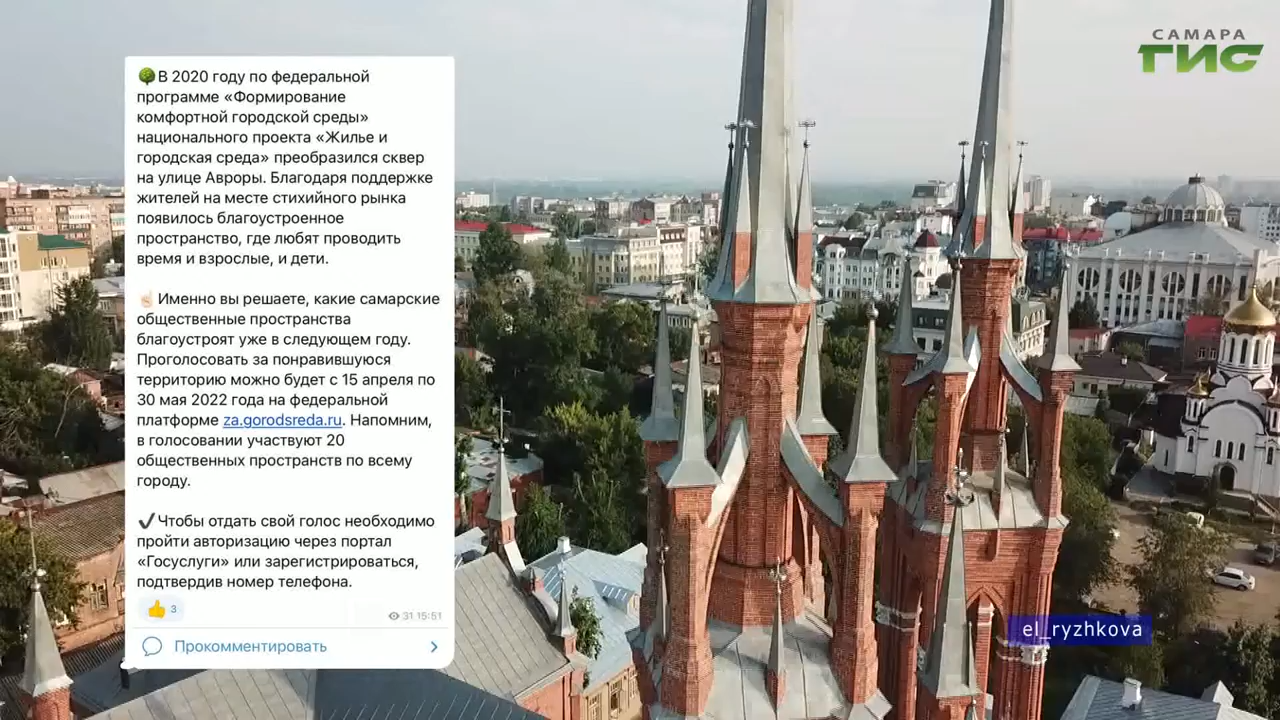 САМАРА
ГИС
🌳В 2020 году по федеральной
программе «Формирование
комфортной городской среды»
национального проекта «Жилье и
городская среда» преобразился сквер
на улице Авроры. Благодаря поддержке
жителей на месте стихийного рынка
появилось благоустроенное
пространство, где любят проводить
время и взрослые, и дети.
☝🏻Именно вы решаете, какие самарские
общественные пространства
благоустроят уже в следующем году.
Проголосовать за понравившуюся
территорию можно будет с 15 апреля по
30 мая 2022 года на федеральной
платформе za.gorodsreda.ru. Напомним,
в голосовании участвуют 20
общественных пространств по всему
городу.
✔Чтобы отдать свой голос необходимо
пройти авторизацию через портал
«Госуслуги» или зарегистрироваться,
подтвердив номер телефона.
👍 3
31 15:51
Прокомментировать
el_ryzhkova